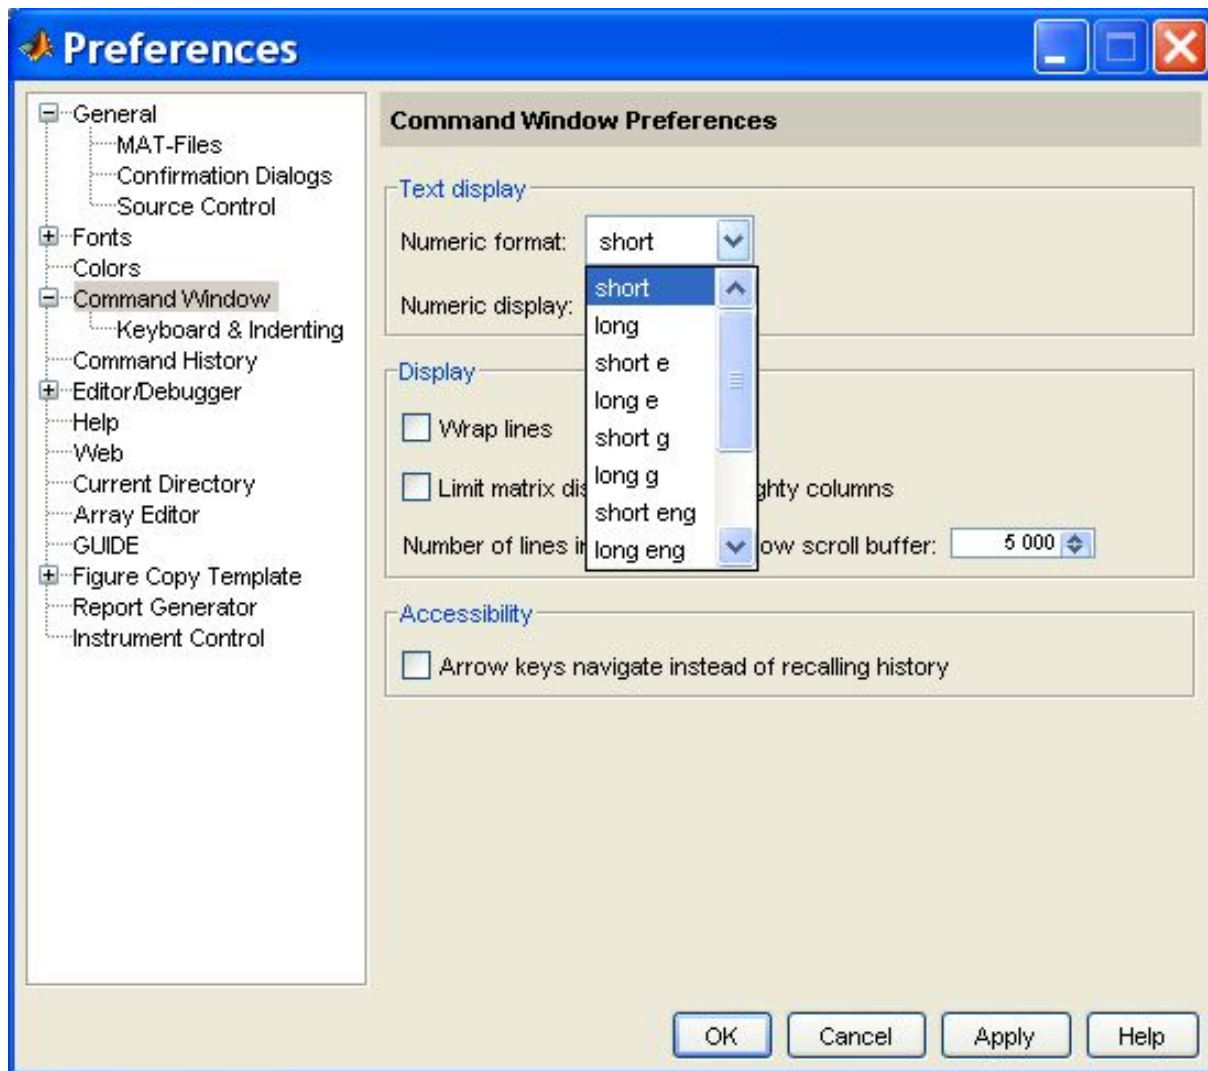 Preferences
General
MAT-Files
Confirmation Dialogs
Source Control
Fonts
Colors
Command Window
Keyboard & Indenting
Command History
Editor/Debugger
Help
Web
Current Directory
Array Editor
GUIDE
Figure Copy Template
Report Generator
Instrument Control
Command Window Preferences
Text display
Numeric format: short
short
long
short e
long e
short g
long g
short eng
long eng
Numeric display:
Display
Wrap lines
Limit matrix ghty columns
Number of lines ow scroll buffer: 5 000
Accessibility
Arrow keys navigate instead of recalling history
OK Cancel Apply Help